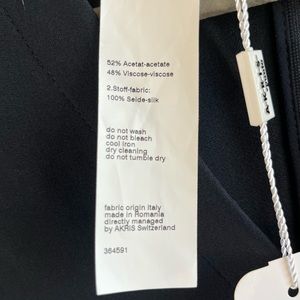 52% Acetat-acetate
48% Viscose-viscose
2.Stoff-fabric:
100% Seide-silk
do not wash
do not bleach
cool iron
dry cleaning
do not tumble dry
fabric origin Italy
made in Romania
directly managed
by AKRIS Switzerland
364591
AKRIS